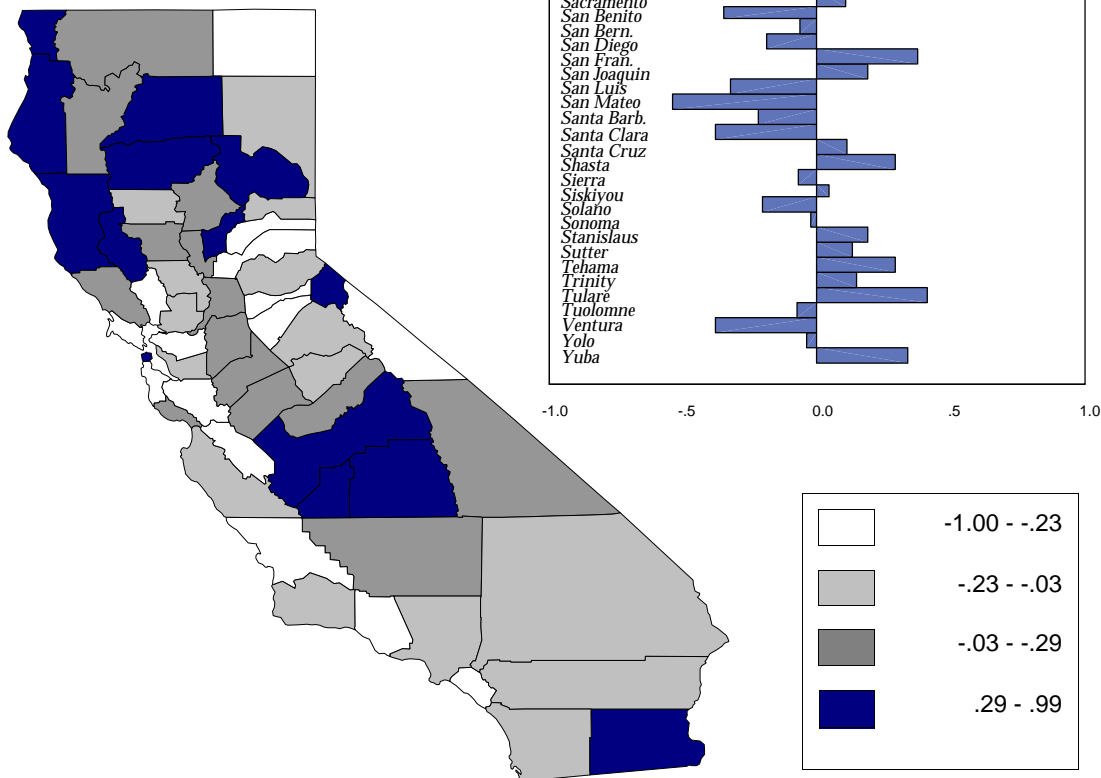 Sacramento
San Benito
San Bern.
San Diego
San Fran.
San Joaquin
San Luis
San Mateo
Santa Barb.
Santa Clara
Santa Cruz
Shasta
Sierra
Siskiyou
Solano
Sonoma
Stanislaus
Sutter
Tehama
Trinity
Tulare
Tuolomne
Ventura
Yolo
Yuba
-1.0 -.5 0.0 .5 1.0
-1.00 - -.23
-.23 - -.03
-.03 - -.29
.29 - .99